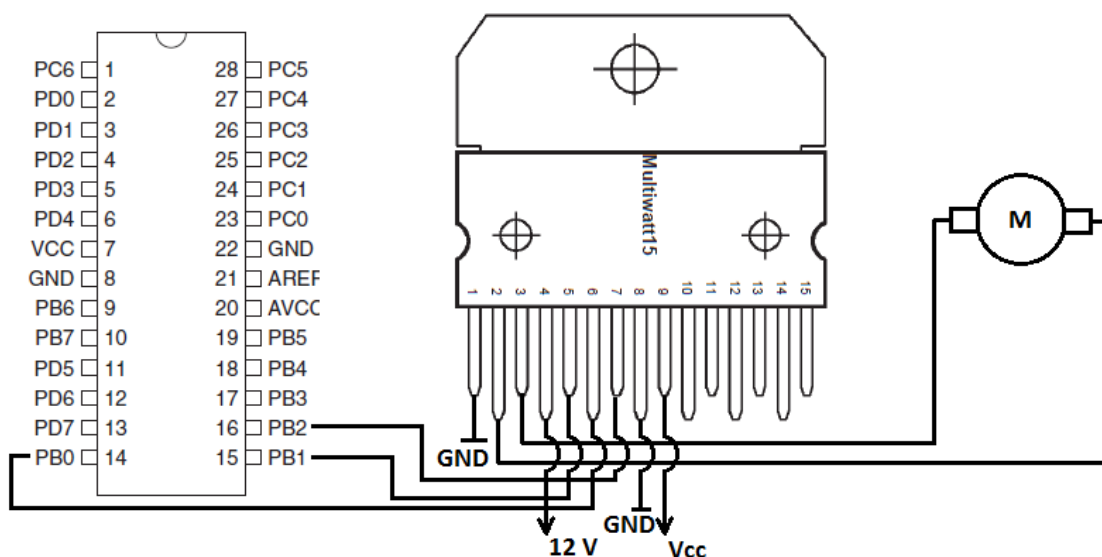 PC6 1 28 PC5
PD0 2 27 PC4
PD1 3 26 PC3
PD2 4 25 PC2
PD3 5 24 PC1
PD4 6 23 PC0
VCC 7 22 GND
GND 8 21 AREF
PB6 9 20 AVCC
PB7 10 19 PB5
PD5 11 18 PB4
PD6 12 17 PB3
PD7 13 16 PB2
PB0 14 15 PB1
Multiwatt15
1 2 3 4 5 6 7 8 9 10 11 12 13 14 15
M
GND
GND
12 V
Vcc